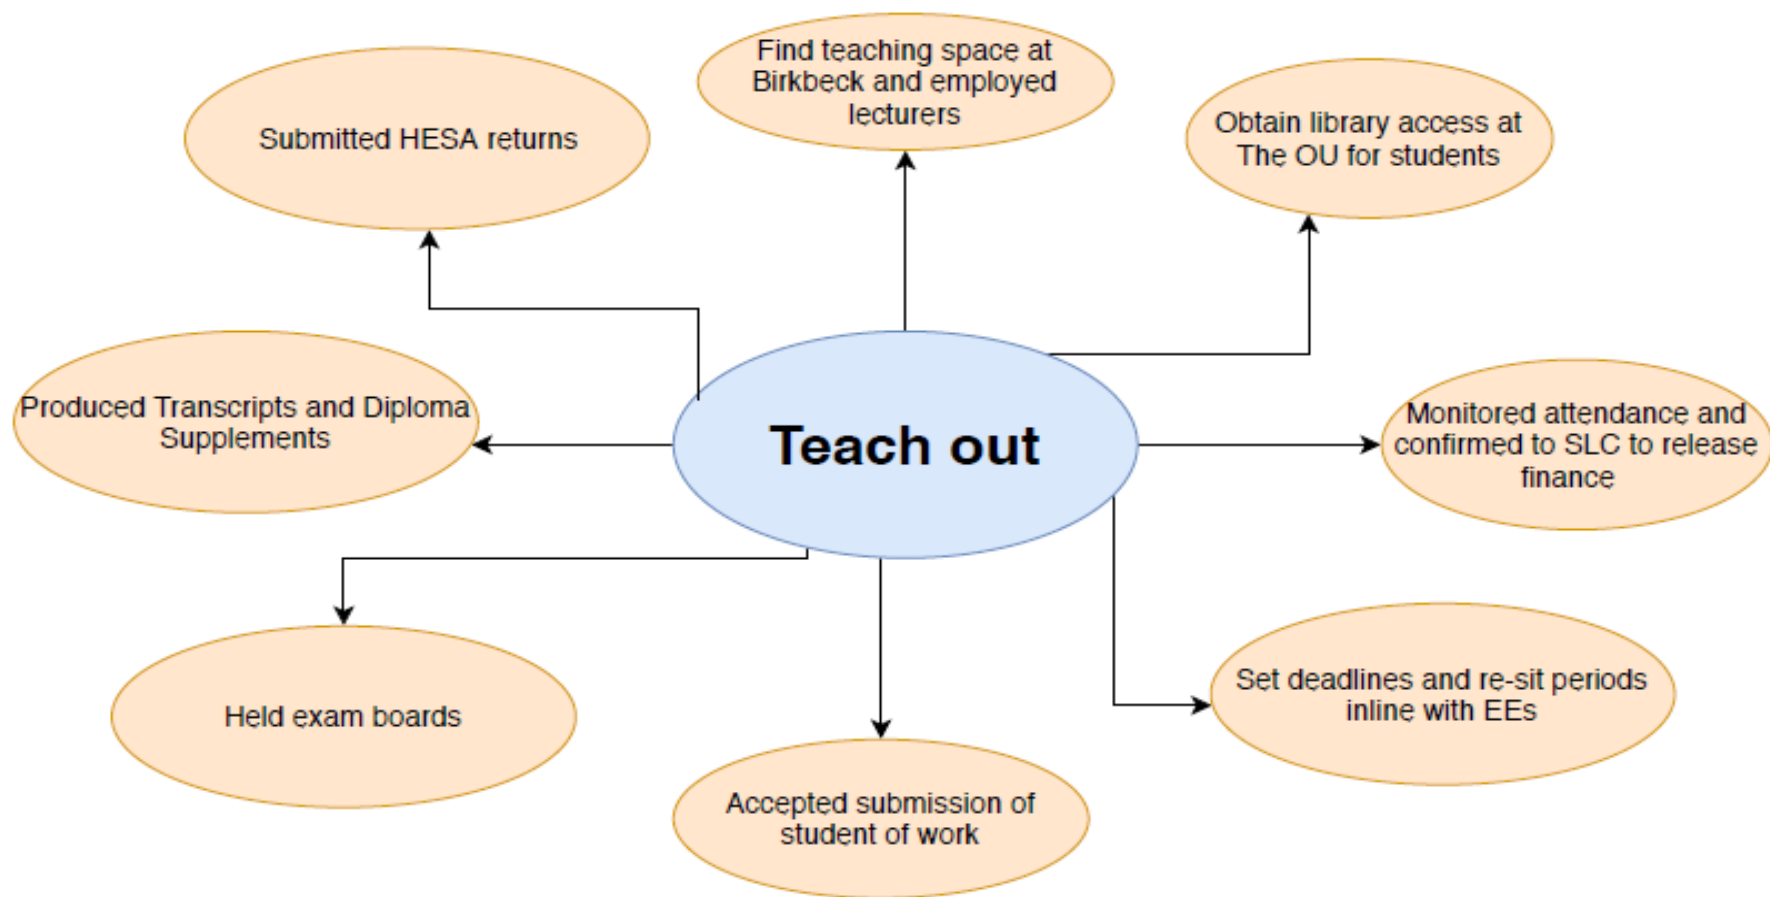 Find teaching space at
Birkbeck and employed
lecturers
Submitted HESA returns
Obtain library access at
The OU for students
Produced Transcripts and Diploma
Supplements
Teach out
Monitored attendance and
confirmed to SLC to release
finance
Held exam boards
Set deadlines and re-sit periods
inline with EEs
Accepted submission of
student of work